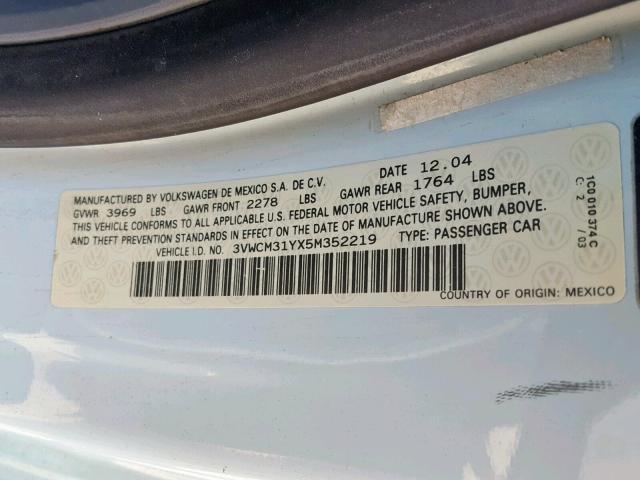 MANUFACTURED BY VOLKSWAGEN DE MEXICO S.A. DE C.V. DATE 12.04
GVWR 3969 LBS GAWR FRONT 2278 LBS GAWR REAR 1764 LBS
THIS VEHICLE CONFORMS TO ALL APPLICABLE U.S. FEDERAL MOTOR VEHICLE SAFETY, BUMPER,
AND THEFT PREVENTION STANDARDS IN EFFECT ON THE DATE OF MANUFACTURE SHOWN ABOVE.
VEHICLE I.D. NO. 3VWCM31YX5M352219 TYPE: PASSENGER CAR
COUNTRY OF ORIGIN: MEXICO
1C0 010 374 C
C: 2 /03